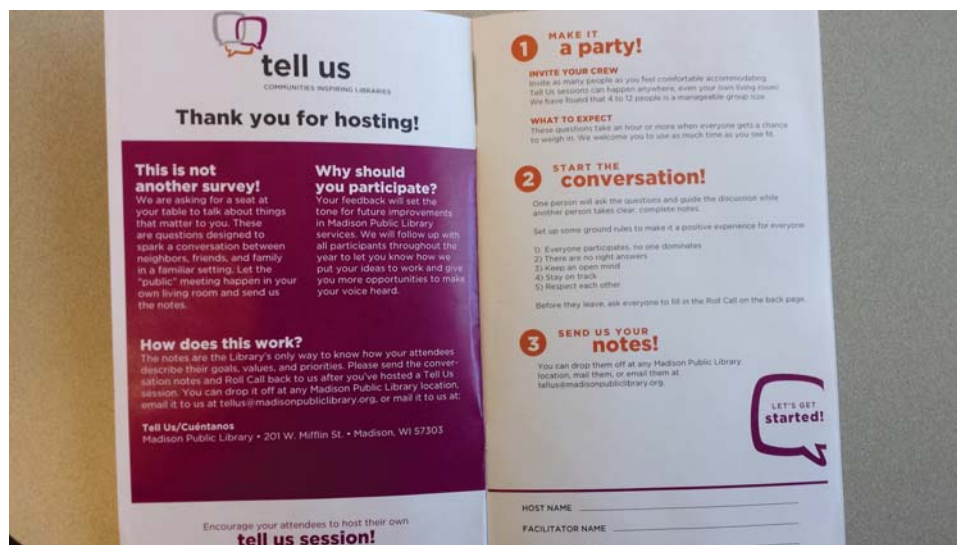 tell us
COMMUNITIES INSPIRING LIBRARIES
Thank you for hosting!
This is not
another survey!
We are asking for a seat at
your table to talk about things
that matter to you. These
are questions designed to
spark a conversation between
neighbors, friends, and family
in a familiar setting. Let the
"public" meeting happen in your
own living room and send us
the notes.
Why should
you participate?
Your feedback will set the
tone for future improvements
in Madison Public Library
services. We will follow up with
all participants throughout the
year to let you know how we
put your ideas to work and give
you more opportunities to make
your voice heard.
How does this work?
The notes are the Library's only way to know how your attendees
describe their goals, values, and priorities. Please send the conver-
sation notes and Roll Call back to us after you've hosted a Tell Us
session. You can drop it off at any Madison Public Library location,
email it to us at tellus@madisonpubliclibrary.org, or mail it to us at:
Tell Us/Cuéntanos
Madison Public Library • 201 W. Mifflin St. • Madison, WI 57303
Encourage your attendees to host their own
tell us session!
1 MAKE IT
a party!
INVITE YOUR CREW
Invite as many people as you feel comfortable accommodating.
Tell Us sessions can happen anywhere, even your own living room!
We have found that 4 to 12 people is a manageable group size.
WHAT TO EXPECT
These questions take an hour or more when everyone gets a chance
to weigh in. We welcome you to use as much time as you see fit.
2 START THE
conversation!
One person will ask the questions and guide the discussion while
another person takes clear, complete notes.
Set up some ground rules to make it a positive experience for everyone
1) Everyone participates, no one dominates
2) There are no right answers
3) Keep an open mind
4) Stay on track
5) Respect each other
Before they leave, ask everyone to fill in the Roll Call on the back page.
3 SEND US YOUR
notes!
You can drop them off at any Madison Public Library
location, mail them, or email them at
tellus@madisonpubliclibrary.org.
LET'S GET
started!
HOST NAME
FACILITATOR NAME